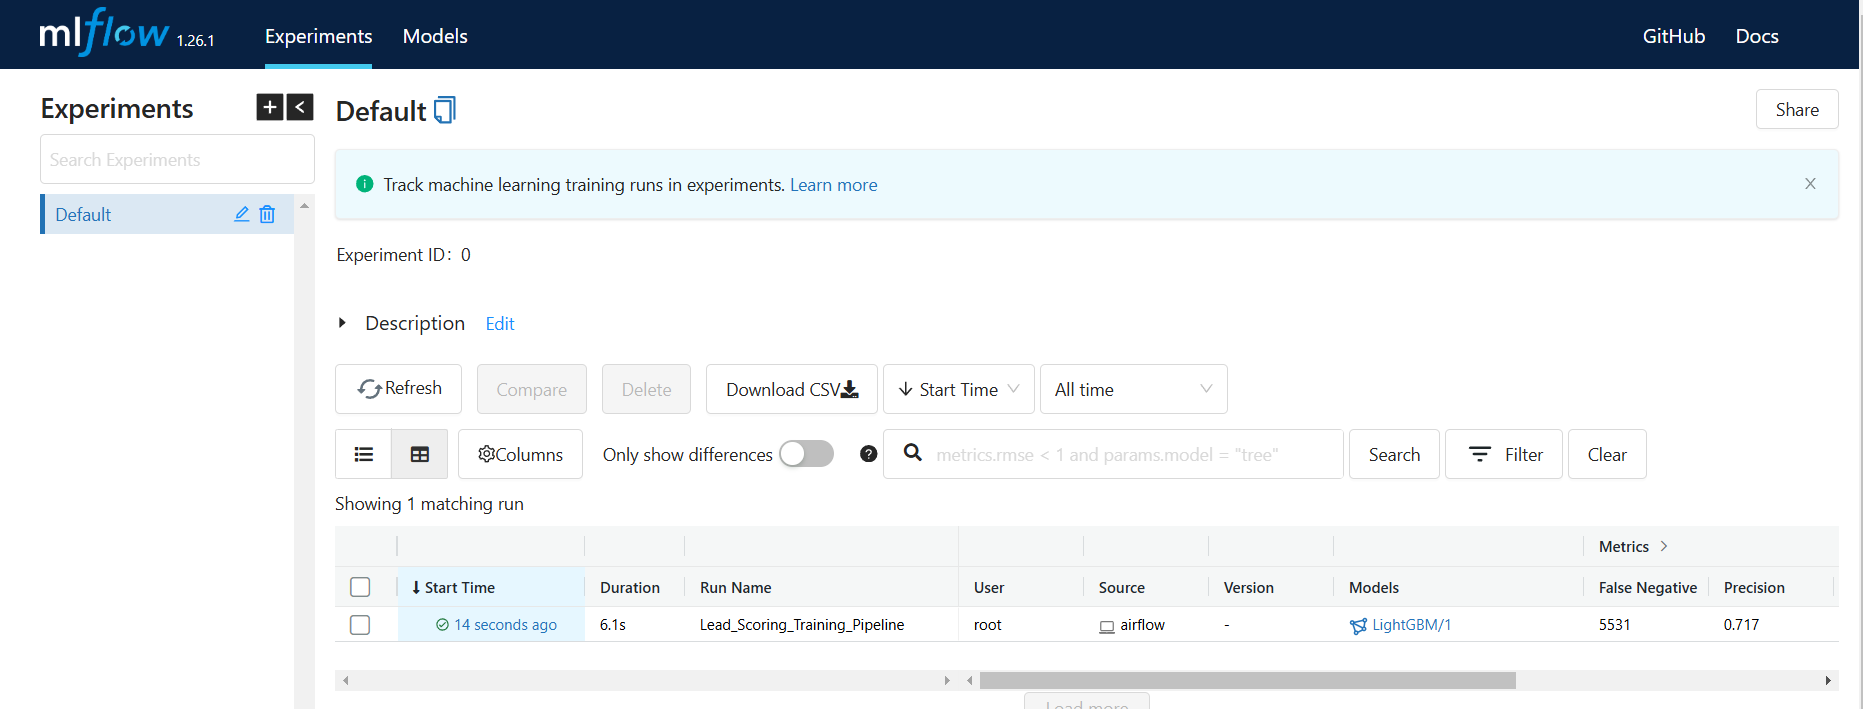 mlflow 1.26.1 Experiments Models GitHub Docs
Experiments
Search Experiments
Default
Default
Share
Track machine learning training runs in experiments. Learn more
Experiment ID: 0
Description Edit
Refresh Compare Delete Download CSV Start Time All time
Columns Only show differences metrics.rmse < 1 and params.model = "tree" Search Filter Clear
Showing 1 matching run
Metrics
Start Time Duration Run Name User Source Version Models False Negative Precision
14 seconds ago 6.1s Lead_Scoring_Training_Pipeline root airflow - LightGBM/1 5531 0.717
Load more